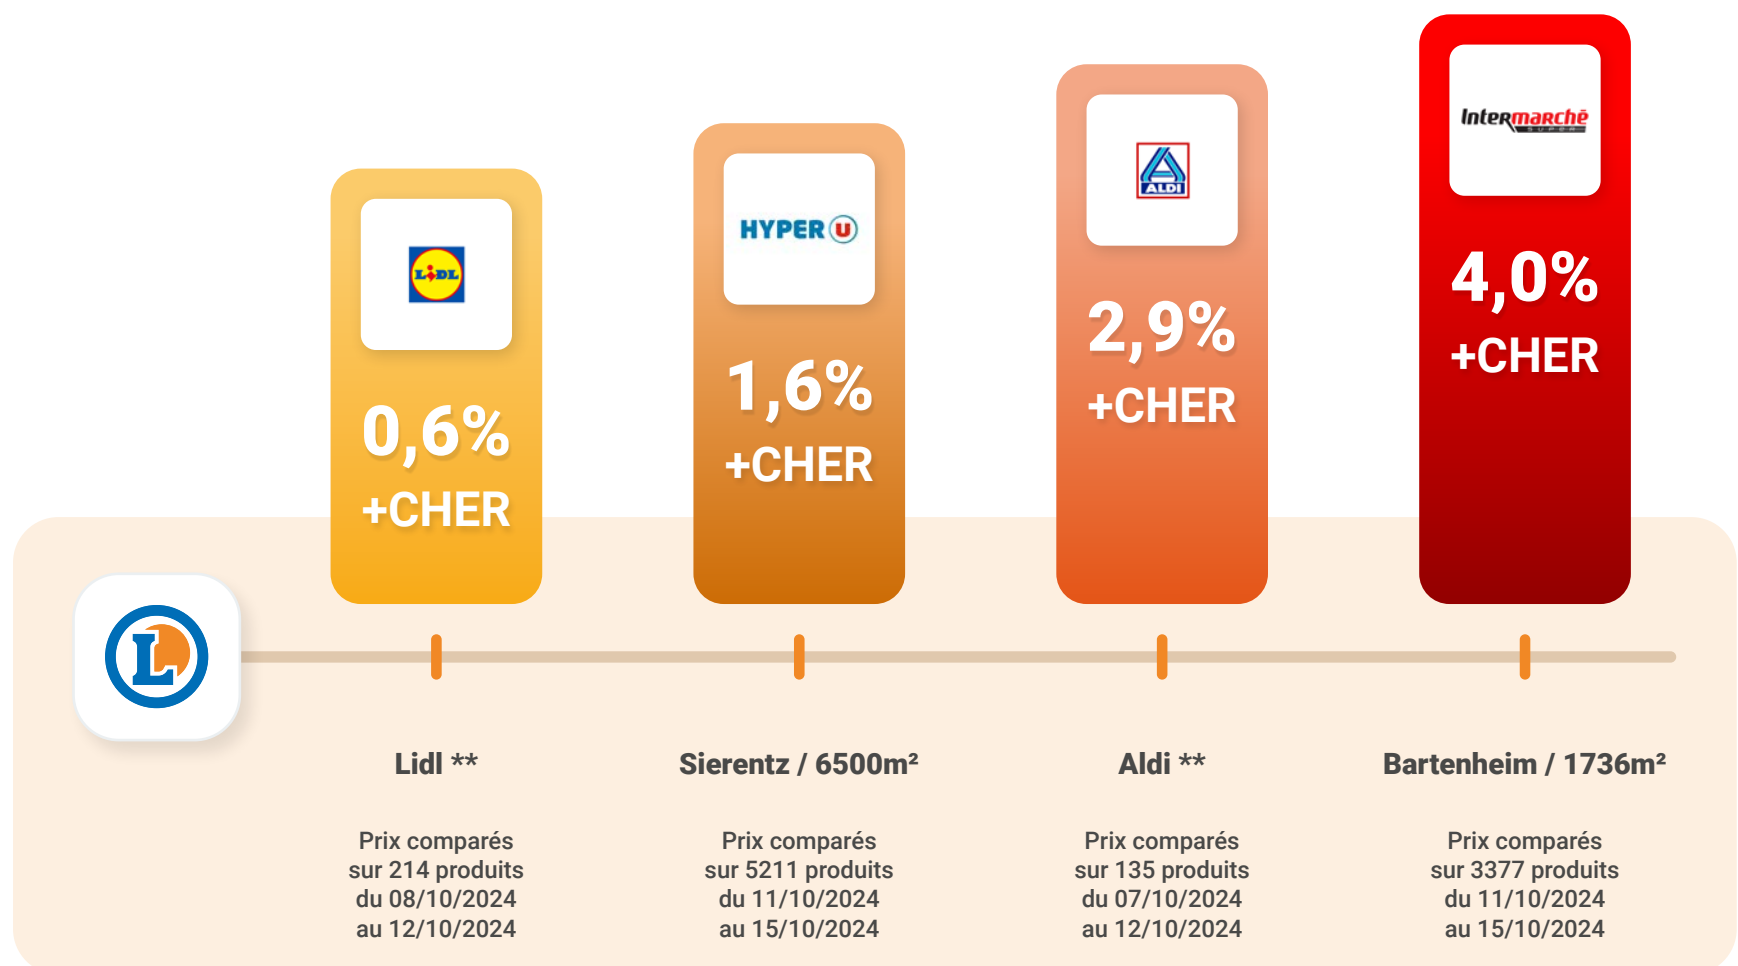 LiDL
0,6%
+CHER
HYPER U
1,6%
+CHER
ALDI
2,9%
+CHER
Intermarchē
SUPER
4,0%
+CHER
L
Lidl **
Prix comparés
sur 214 produits
du 08/10/2024
au 12/10/2024
Sierentz / 6500m²
Prix comparés
sur 5211 produits
du 11/10/2024
au 15/10/2024
Aldi **
Prix comparés
sur 135 produits
du 07/10/2024
au 12/10/2024
Bartenheim / 1736m²
Prix comparés
sur 3377 produits
du 11/10/2024
au 15/10/2024